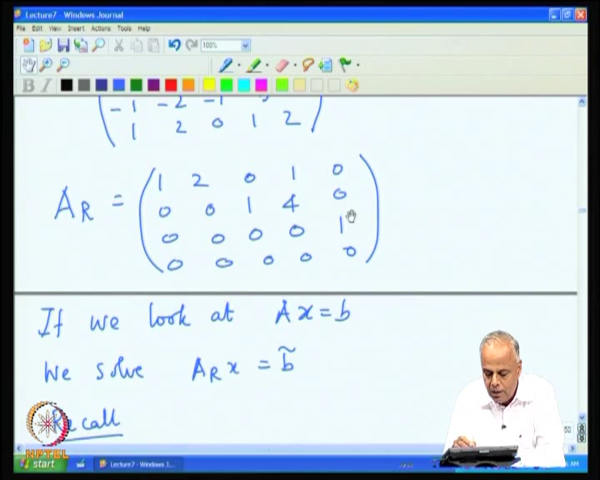 Lecture7 - Windows Journal
File Edit View Insert Actions Tools Help
100%
B I
-1 -2 -1
1 2 0 1 2
A_R = 
1 2 0 1 0
0 0 1 4 0
0 0 0 0 1
0 0 0 0 0
If we look at Ax = b
We solve A_R x = b̃
Recall
NPTEL
start
Lecture7 - Windows J...